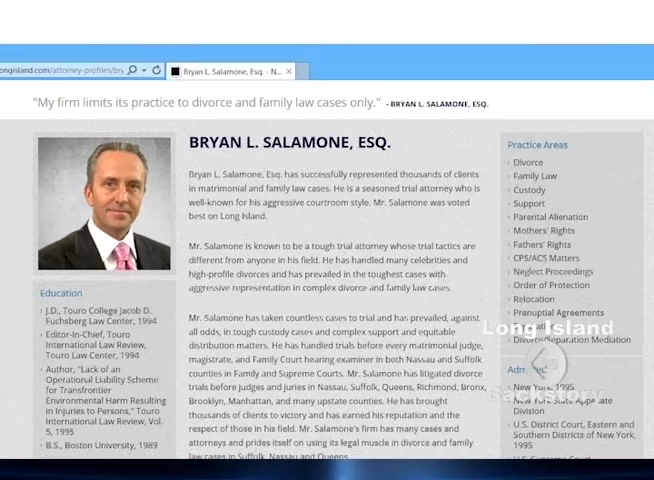 ongisland.com/attorney-profiles/bry
Bryan L. Salamone, Esq. - N...
"My firm limits its practice to divorce and family law cases only." - BRYAN L. SALAMONE, ESQ.
BRYAN L. SALAMONE, ESQ.
Bryan L. Salamone, Esq. has successfully represented thousands of clients
in matrimonial and family law cases. He is a seasoned trial attorney who is
well-known for his aggressive courtroom style. Mr. Salamone was voted
best on Long Island.
Mr. Salamone is known to be a tough trial attorney whose trial tactics are
different from anyone in his field. He has handled many celebrities and
high-profile divorces and has prevailed in the toughest cases with
aggressive representation in complex divorce and family law cases.
Mr. Salamone has taken countless cases to trial and has prevailed, against
all odds, in tough custody cases and complex support and equitable
distribution matters. He has handled trials before every matrimonial judge,
magistrate, and Family Court hearing examiner in both Nassau and Suffolk
counties in Family and Supreme Courts. Mr. Salamone has litigated divorce
trials before judges and juries in Nassau, Suffolk, Queens, Richmond, Bronx,
Brooklyn, Manhattan, and many upstate counties. He has brought
thousands of clients to victory and has earned his reputation and the
respect of those in his field. Mr. Salamone's firm has many cases and
attorneys and prides itself on using its legal muscle in divorce and family
law cases in Suffolk, Nassau and Queens.
Education
J.D., Touro College Jacob D.
Fuchsberg Law Center, 1994
Editor-in-Chief, Touro
International Law Review,
Touro Law Center, 1994
Author, "Lack of an
Operational Liability Scheme
for Transfrontier
Environmental Harm Resulting
in Injuries to Persons," Touro
International Law Review, Vol.
5, 1995
B.S., Boston University, 1989
Practice Areas
Divorce
Family Law
Custody
Support
Parental Alienation
Mothers' Rights
Fathers' Rights
CPS/ACS Matters
Neglect Proceedings
Order of Protection
Relocation
Prenuptial Agreements
Divorce/Separation Mediation
Long Island
Backstory
New York, 1995
New York State Appellate
Division
U.S. District Court, Eastern and
Southern Districts of New York,
1995
U.S. Supreme Court